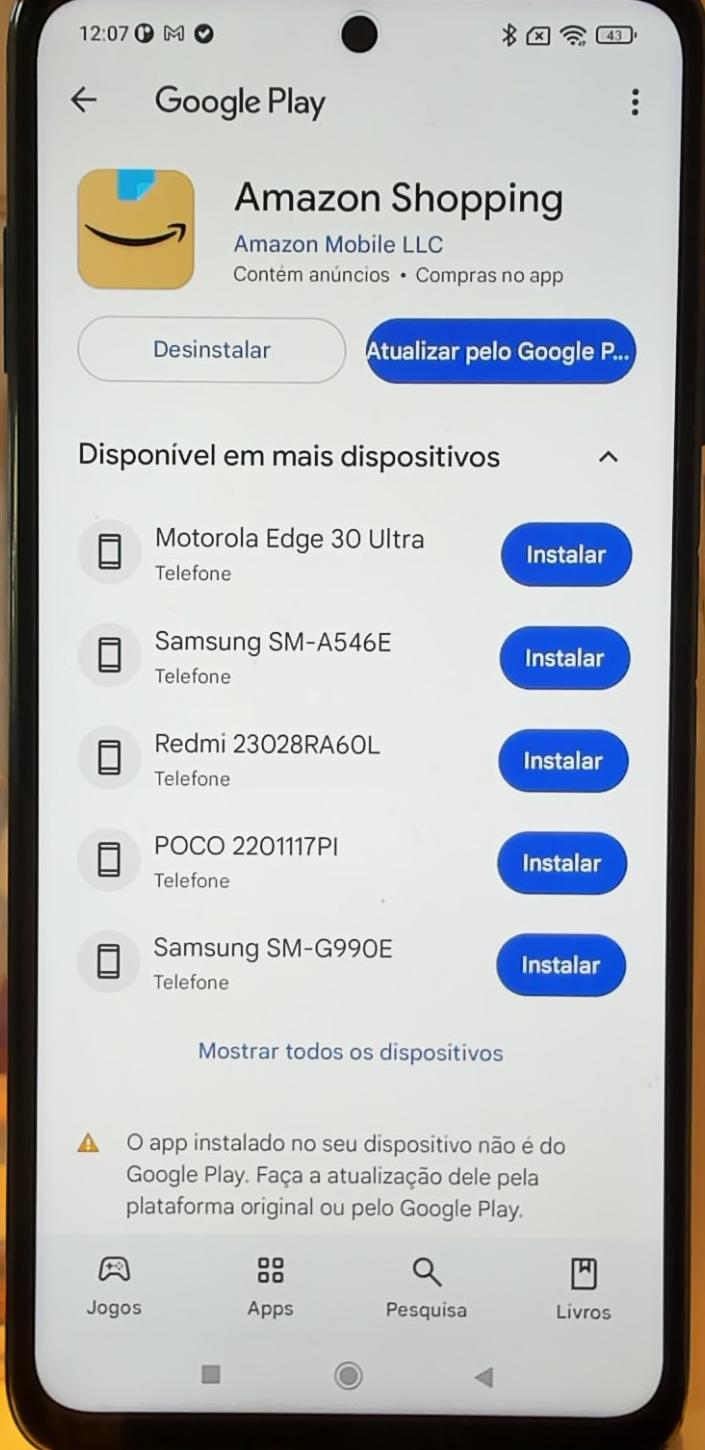 12:07
43
Google Play
Amazon Shopping
Amazon Mobile LLC
Contém anúncios • Compras no app
Desinstalar
Atualizar pelo Google P...
Disponível em mais dispositivos
Motorola Edge 30 Ultra
Telefone
Instalar
Samsung SM-A546E
Telefone
Instalar
Redmi 23028RA60L
Telefone
Instalar
POCO 2201117PI
Telefone
Instalar
Samsung SM-G990E
Telefone
Instalar
Mostrar todos os dispositivos
O app instalado no seu dispositivo não é do
Google Play. Faça a atualização dele pela
plataforma original ou pelo Google Play.
Jogos
Apps
Pesquisa
Livros